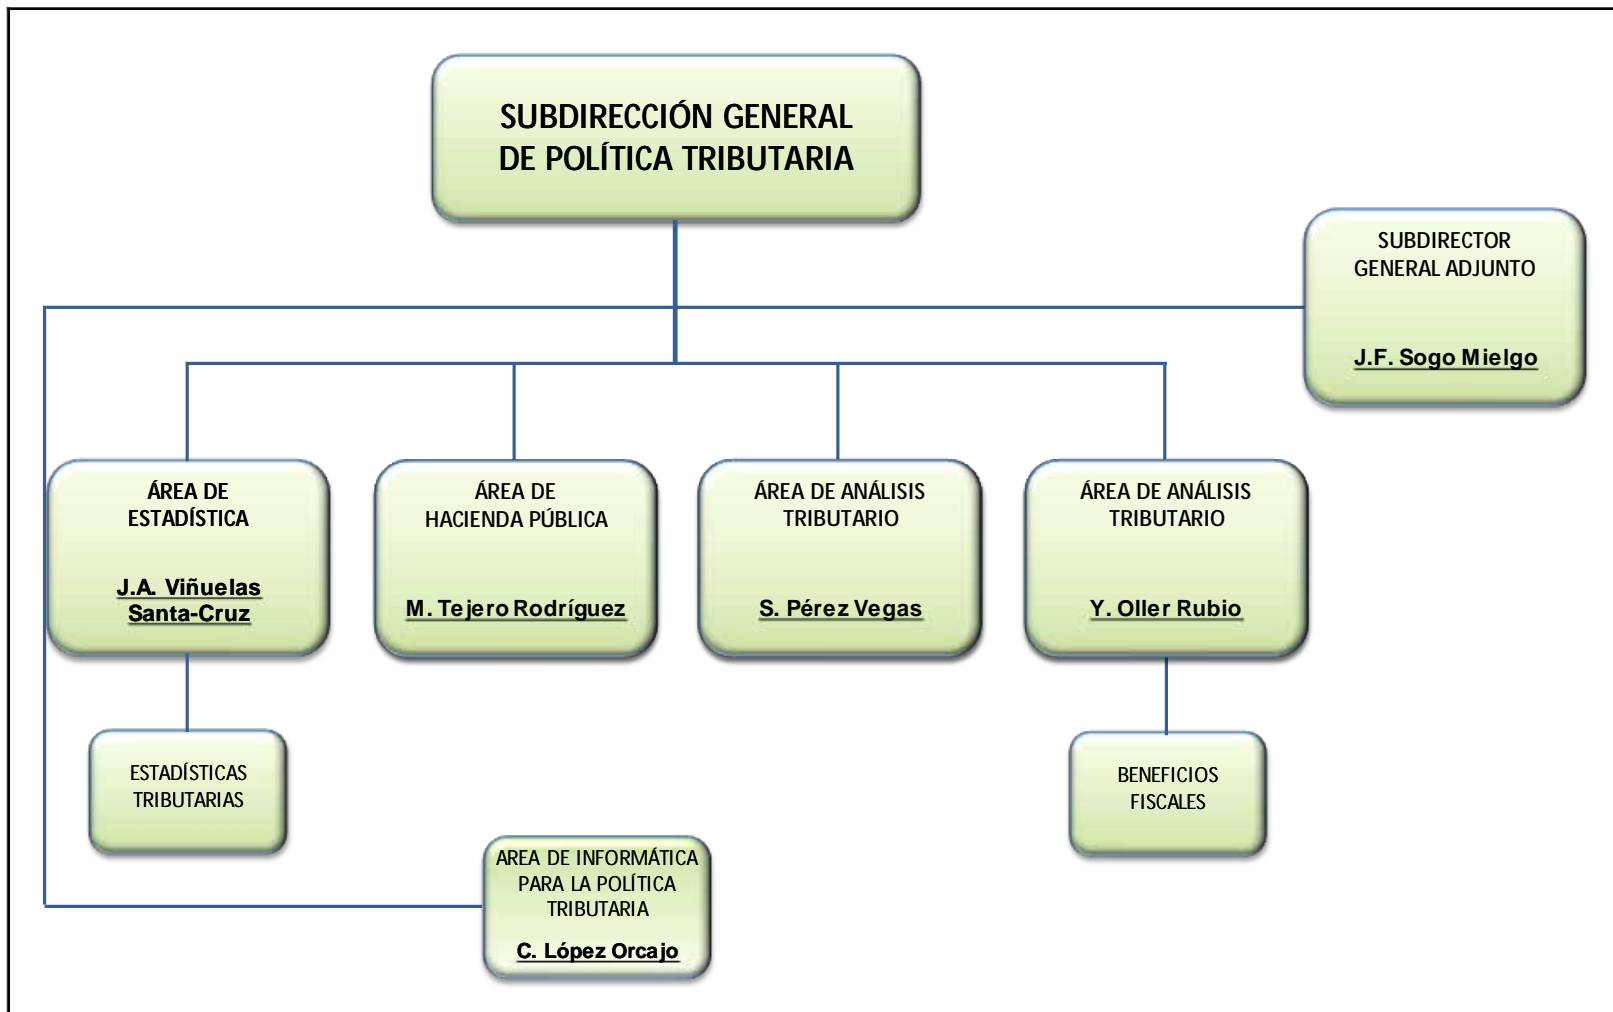 SUBDIRECCIÓN GENERAL
DE POLÍTICA TRIBUTARIA
SUBDIRECTOR
GENERAL ADJUNTO
J.F. Sogo Mielgo
ÁREA DE
ESTADÍSTICA
J.A. Viñuelas
Santa-Cruz
ÁREA DE
HACIENDA PÚBLICA
M. Tejero Rodríguez
ÁREA DE ANÁLISIS
TRIBUTARIO
S. Pérez Vegas
ÁREA DE ANÁLISIS
TRIBUTARIO
Y. Oller Rubio
ESTADÍSTICAS
TRIBUTARIAS
BENEFICIOS
FISCALES
AREA DE INFORMÁTICA
PARA LA POLÍTICA
TRIBUTARIA
C. López Orcajo